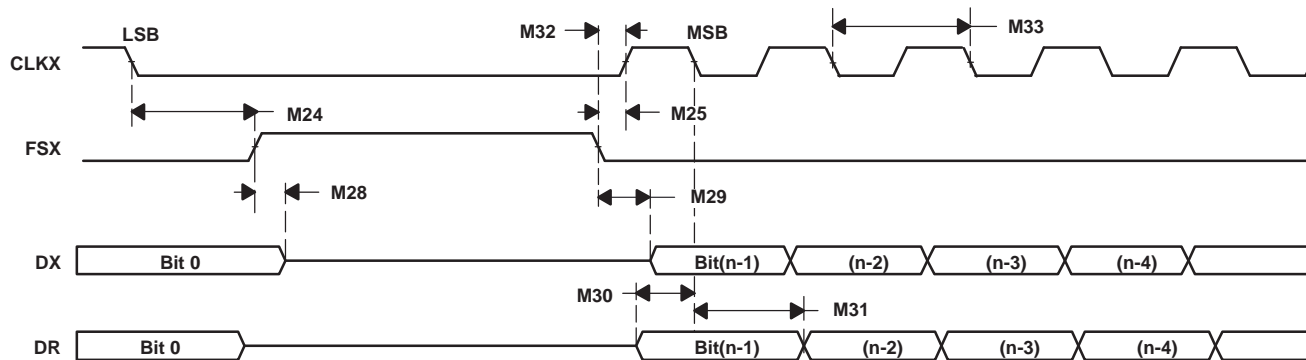 LSB
M32
MSB
M33
CLKX
M24
M25
FSX
M28
M29
DX
Bit 0
Bit(n-1)
(n-2)
(n-3)
(n-4)
M30
M31
DR
Bit 0
Bit(n-1)
(n-2)
(n-3)
(n-4)